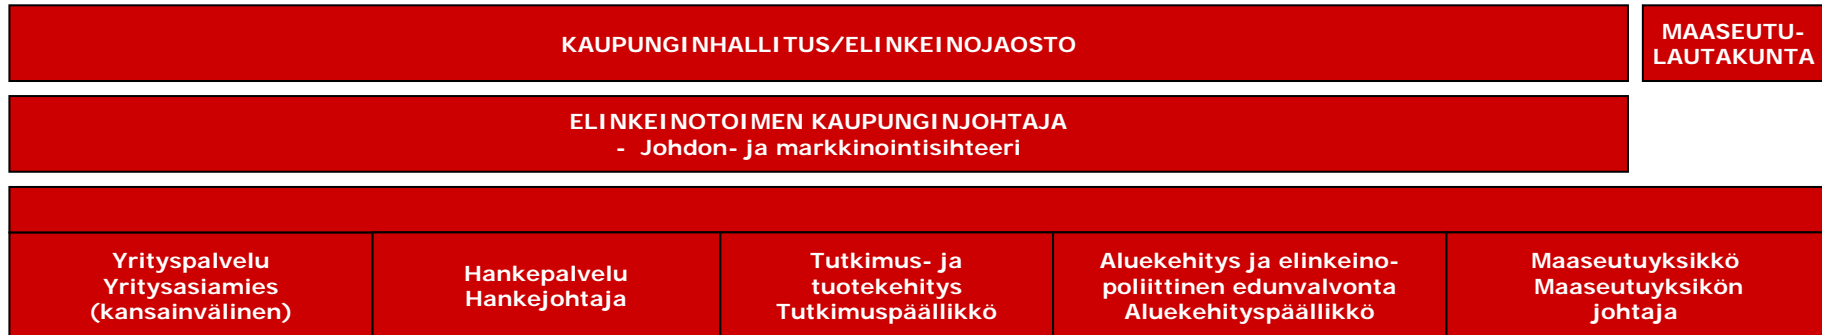 KAUPUNGINHALLITUS/ELINKEINOJAOSTO
MAASEUTU-
LAUTAKUNTA
ELINKEINOTOIMEN KAUPUNGINJOHTAJA
- Johdon- ja markkinointisihteeri
Yrityspalvelu
Yritysasiamies
(kansainvälinen)
Hankepalvelu
Hankejohtaja
Tutkimus- ja
tuotekehitys
Tutkimuspäällikkö
Aluekehitys ja elinkeino-
poliittinen edunvalvonta
Aluekehityspäällikkö
Maaseutuyksikkö
Maaseutuyksikön
johtaja